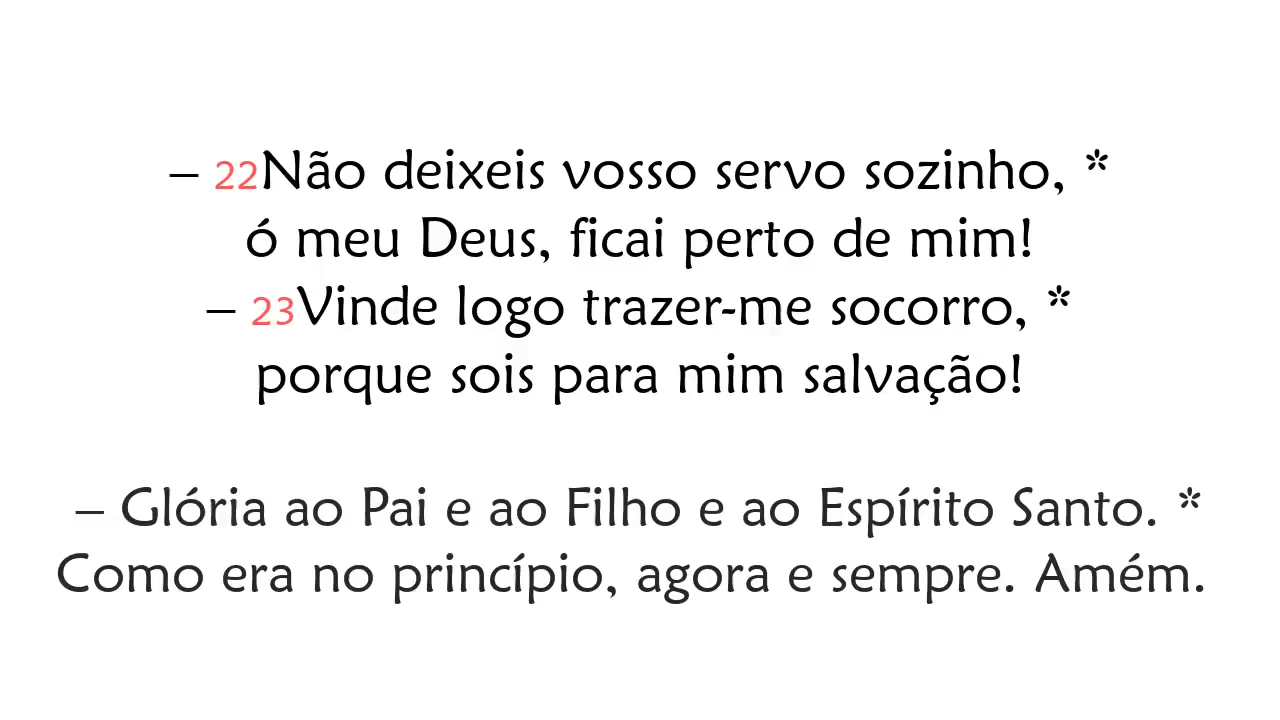 – 22Não deixeis vosso servo sozinho, *
ó meu Deus, ficai perto de mim!
– 23Vinde logo trazer-me socorro, *
porque sois para mim salvação!
– Glória ao Pai e ao Filho e ao Espírito Santo. *
Como era no princípio, agora e sempre. Amém.